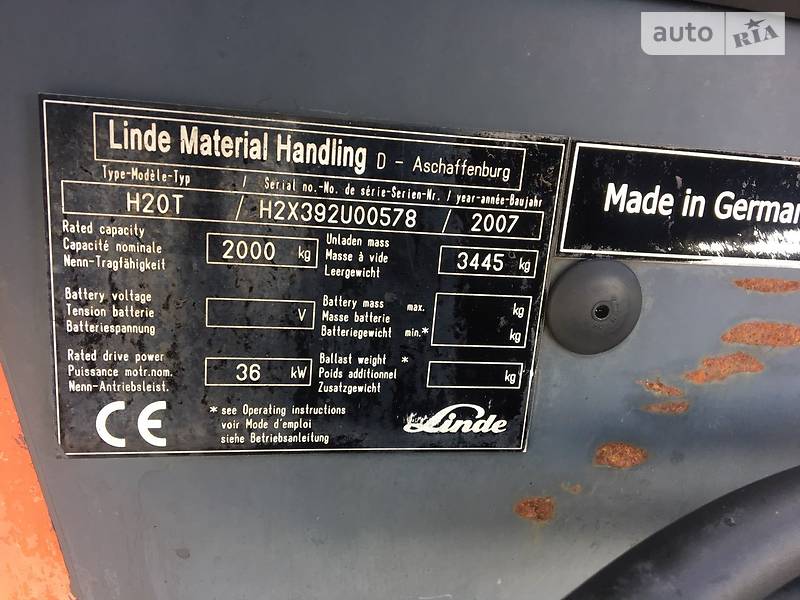 auto RIA
Linde Material Handling D - Aschaffenburg
Type-Modèle-Typ / Serial no.-No. de série-Serien-Nr. / year-année-Baujahr
H20T / H2X392U00578 / 2007
Rated capacity
Capacité nominale
Nenn-Tragfähigkeit
2000 kg
Unladen mass
Masse à vide
Leergewicht
3445 kg
Battery voltage
Tension batterie
Batteriespannung
V
Battery mass max. kg
Masse batterie
Batteriegewicht min.* kg
Rated drive power
Puissance motr.nom.
Nenn-Antriebsleist.
36 kW
Ballast weight *
Poids additionnel
Zusatzgewicht
kg
CE
* see Operating instructions
voir Mode d'emploi
siehe Betriebsanleitung
Linde
Made in German